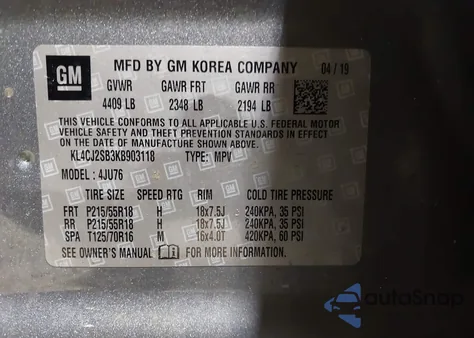 GM
MFD BY GM KOREA COMPANY 04 / 19
GVWR GAWR FRT GAWR RR
4409 LB 2348 LB 2194 LB
THIS VEHICLE CONFORMS TO ALL APPLICABLE U.S. FEDERAL MOTOR
VEHICLE SAFETY AND THEFT PREVENTION STANDARDS IN EFFECT ON
THE DATE OF MANUFACTURE SHOWN ABOVE.
KL4CJ2SB3KB903118 TYPE: MPV
MODEL : 4JU76
TIRE SIZE SPEED RTG RIM COLD TIRE PRESSURE
FRT P215/55R18 H 18x7.5J 240KPA, 35 PSI
RR P215/55R18 H 18x7.5J 240KPA, 35 PSI
SPA T125/70R16 M 16x4.0T 420KPA, 60 PSI
SEE OWNER'S MANUAL FOR MORE INFORMATION.
autoSnap